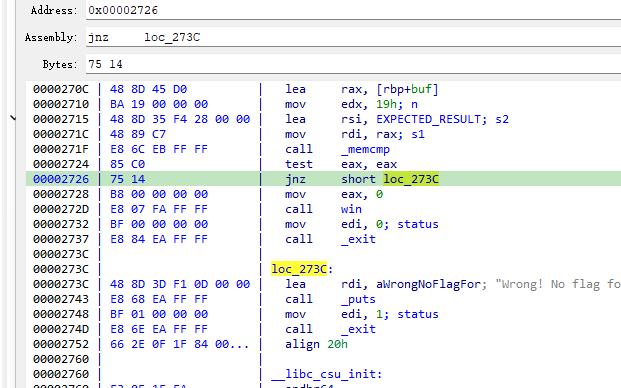 Address: 0x00002726
Assembly: jnz loc_273C
Bytes: 75 14
0000270C | 48 8D 45 D0 | lea rax, [rbp+buf]
00002710 | BA 19 00 00 00 | mov edx, 19h; n
00002715 | 48 8D 35 F4 28 00 00 | lea rsi, EXPECTED_RESULT; s2
0000271C | 48 89 C7 | mov rdi, rax; s1
0000271F | E8 6C EB FF FF | call _memcmp
00002724 | 85 C0 | test eax, eax
00002726 | 75 14 | jnz short loc_273C
00002728 | B8 00 00 00 00 | mov eax, 0
0000272D | E8 07 FA FF FF | call win
00002732 | BF 00 00 00 00 | mov edi, 0; status
00002737 | E8 84 EA FF FF | call _exit
0000273C |
0000273C | loc_273C:
0000273C | 48 8D 3D F1 0D 00 00 | lea rdi, aWrongNoFlagFor; "Wrong! No flag fo
00002743 | E8 68 EA FF FF | call _puts
00002748 | BF 01 00 00 00 | mov edi, 1; status
0000274D | E8 6E EA FF FF | call _exit
00002752 | 66 2E 0F 1F 84 00... | align 20h
00002760 |
00002760 | __libc_csu_init: